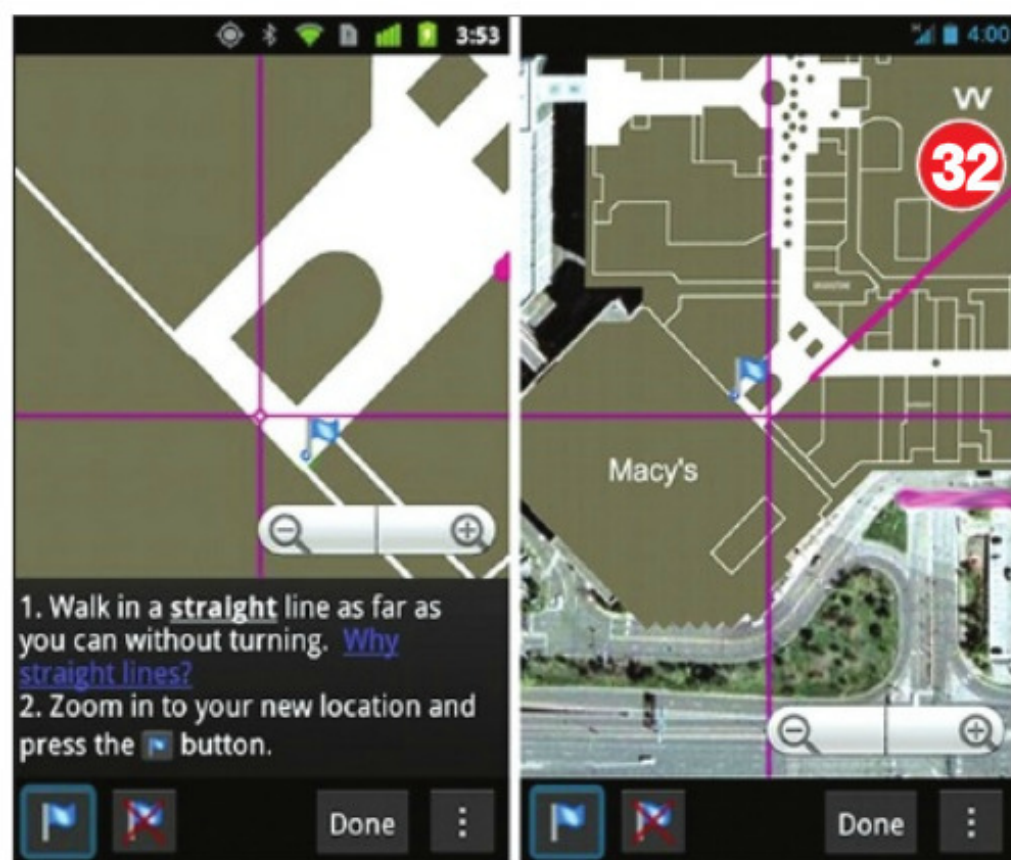 3:53
1. Walk in a straight line as far as
you can without turning. Why
straight lines?
2. Zoom in to your new location and
press the button.
Done
4:00
32
Macy's
Done